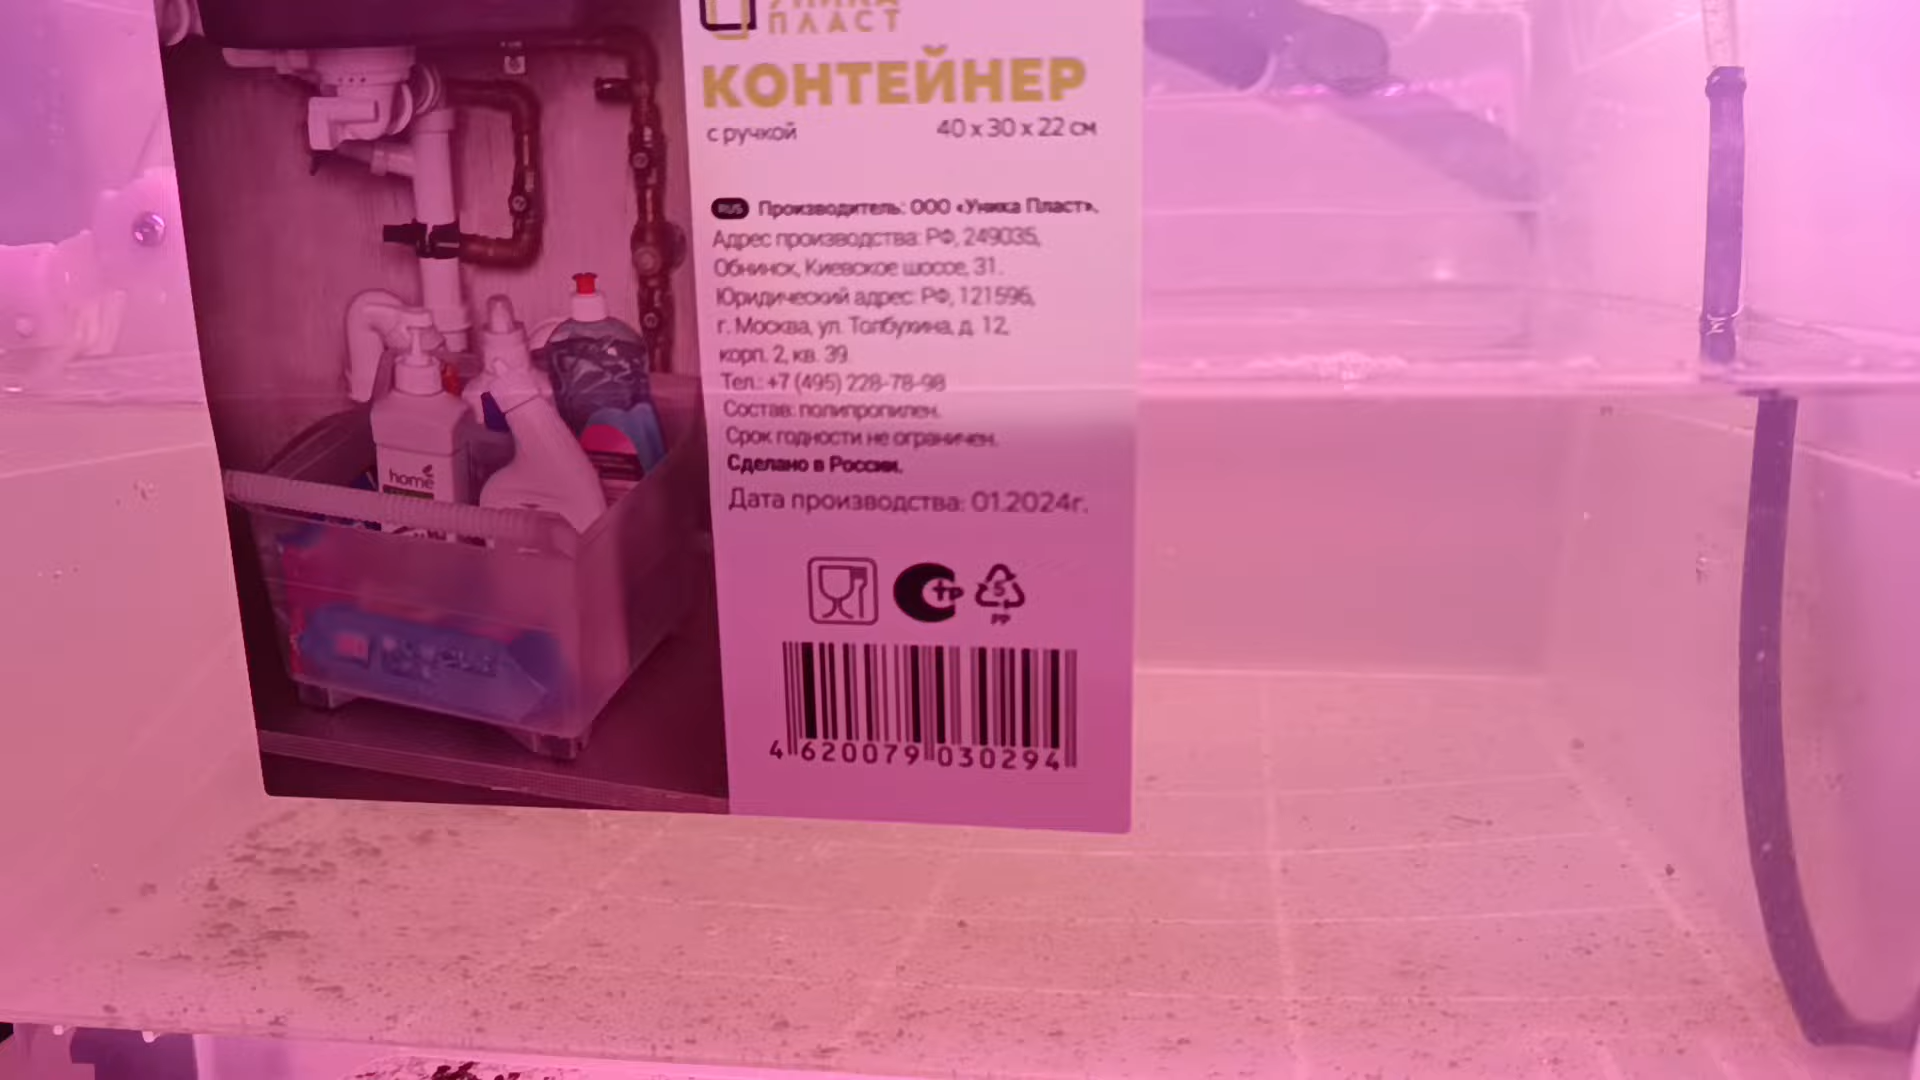 УНИКА
ПЛАСТ
КОНТЕЙНЕР
с ручкой 40 x 30 x 22 см
RUS Производитель: ООО «Уника Пласт».
Адрес производства: РФ, 249035,
Обнинск, Киевское шоссе, 31.
Юридический адрес: РФ, 121596,
г. Москва, ул. Толбухина, д. 12,
корп. 2, кв. 39.
Тел.: +7 (495) 228-78-98
Состав: полипропилен.
Срок годности не ограничен.
Сделано в России.
Дата производства: 01.2024г.
home
тр
5
PP
4 620079 030294